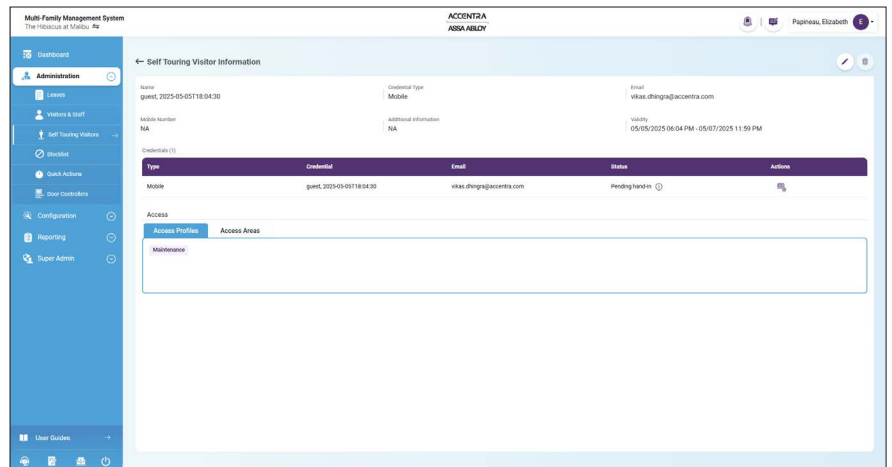 Multi-Family Management System
The Hibiscus at Malibu
ACCENTRA
ASSA ABLOY
Papineau, Elizabeth E
Dashboard
Administration
Leases
Visitors & Staff
Self Touring Visitors →
Blocklist
Quick Actions
Door Controllers
Configuration
Reporting
Super Admin
User Guides →
← Self Touring Visitor Information
Name Credential Type Email
guest, 2025-05-05T18:04:30 Mobile vikas.dhingra@accentra.com
Mobile Number Additional Information Validity
NA NA 05/05/2025 06:04 PM - 05/07/2025 11:59 PM
Credentials (1)
Type Credential Email Status Actions
Mobile guest, 2025-05-05T18:04:30 vikas.dhingra@accentra.com Pending hand-in
Access
Access Profiles Access Areas
Maintenance